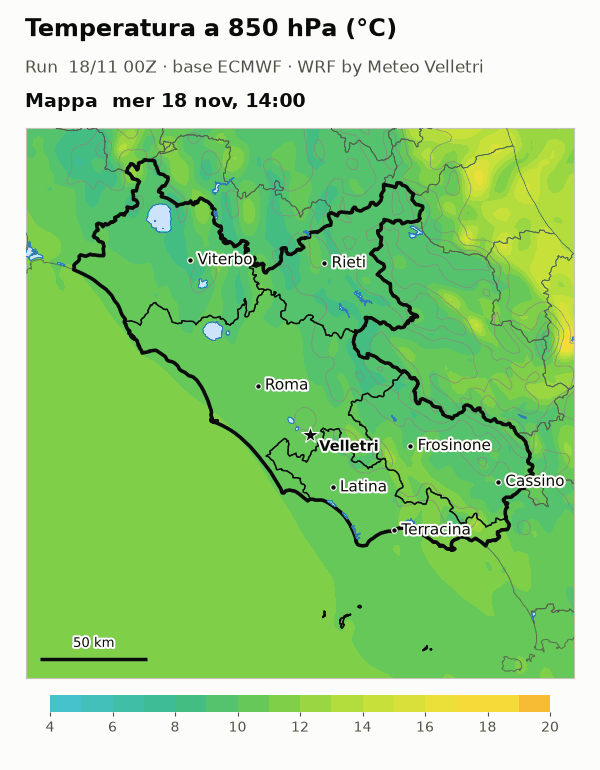 Temperatura a 850 hPa (°C)
Run  18/11 00Z · base ECMWF · WRF by Meteo Velletri
Mappa  mer 18 nov, 14:00
Viterbo
Rieti
Roma
Velletri
Frosinone
Latina
Cassino
Terracina
50 km
4 6 8 10 12 14 16 18 20